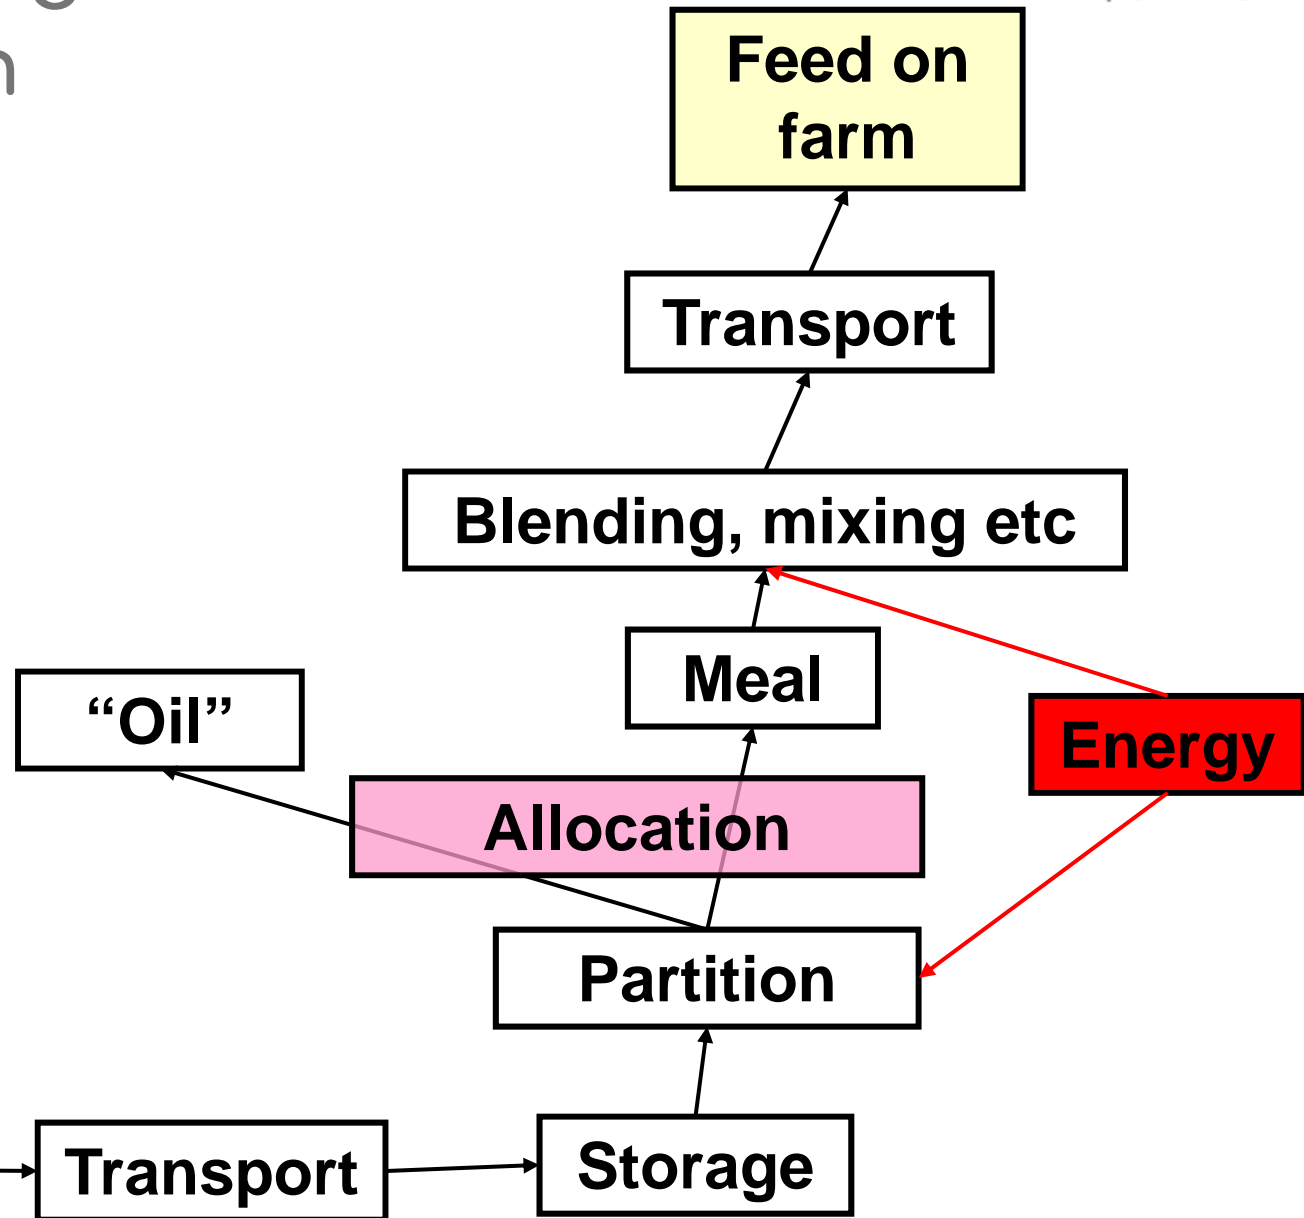 Feed on
farm
Transport
Blending, mixing etc
Meal
“Oil”
Energy
Allocation
Partition
Transport
Storage